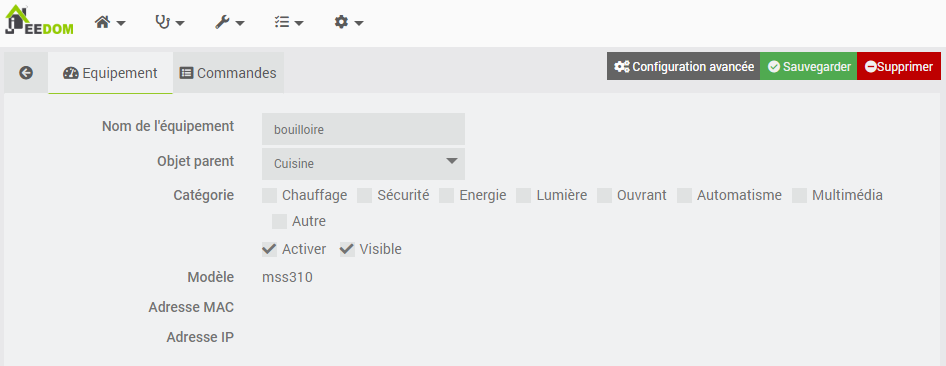 JEEDOM
Equipement Commandes Configuration avancée Sauvegarder Supprimer
Nom de l'équipement bouilloire
Objet parent Cuisine
Catégorie Chauffage Sécurité Energie Lumière Ouvrant Automatisme Multimédia
Autre
Activer Visible
Modèle mss310
Adresse MAC
Adresse IP